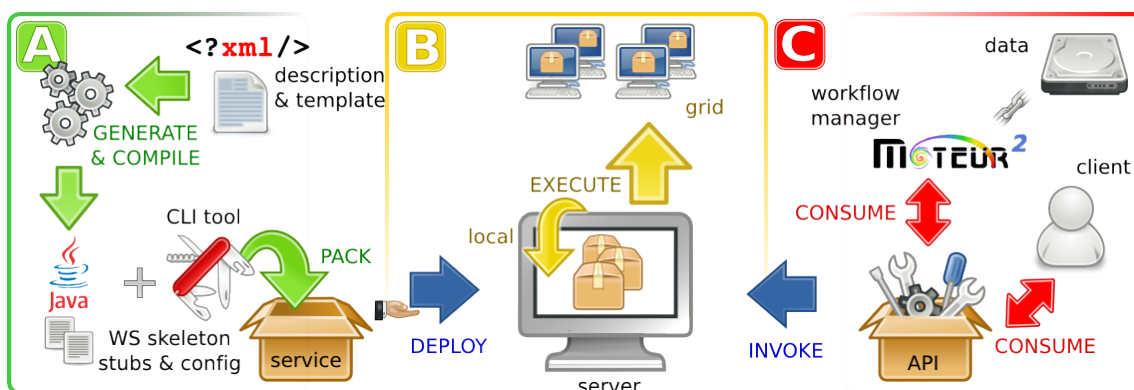 A
<?xml/>
description
& template
GENERATE
& COMPILE
CLI tool
PACK
Java
WS skeleton
stubs & config
service
DEPLOY
B
grid
EXECUTE
local
server
C
data
workflow
manager
MOTEUR2
client
CONSUME
CONSUME
API
INVOKE